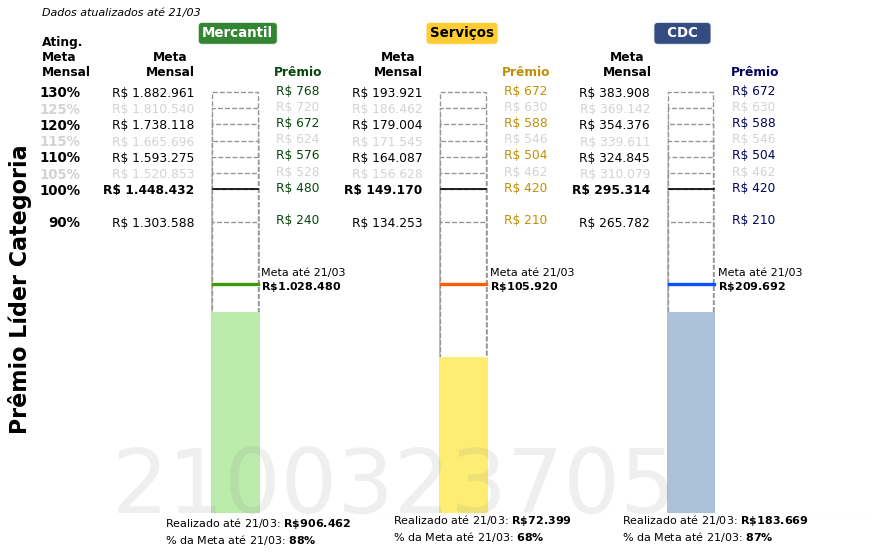 Dados atualizados até 21/03
Mercantil Serviços CDC
Ating. Meta Mensal
Meta Mensal Prêmio Meta Mensal Prêmio Meta Mensal Prêmio
130% R$ 1.882.961 R$ 768 R$ 193.921 R$ 672 R$ 383.908 R$ 672
125% R$ 1.810.540 R$ 720 R$ 186.462 R$ 630 R$ 369.142 R$ 630
120% R$ 1.738.118 R$ 672 R$ 179.004 R$ 588 R$ 354.376 R$ 588
115% R$ 1.665.696 R$ 624 R$ 171.545 R$ 546 R$ 339.611 R$ 546
110% R$ 1.593.275 R$ 576 R$ 164.087 R$ 504 R$ 324.845 R$ 504
105% R$ 1.520.853 R$ 528 R$ 156.628 R$ 462 R$ 310.079 R$ 462
100% R$ 1.448.432 R$ 480 R$ 149.170 R$ 420 R$ 295.314 R$ 420
90% R$ 1.303.588 R$ 240 R$ 134.253 R$ 210 R$ 265.782 R$ 210
Prêmio Líder Categoria
Meta até 21/03 Meta até 21/03 Meta até 21/03
R$1.028.480 R$105.920 R$209.692
2100323705
Realizado até 21/03: R$906.462 Realizado até 21/03: R$72.399 Realizado até 21/03: R$183.669
% da Meta até 21/03: 88% % da Meta até 21/03: 68% % da Meta até 21/03: 87%